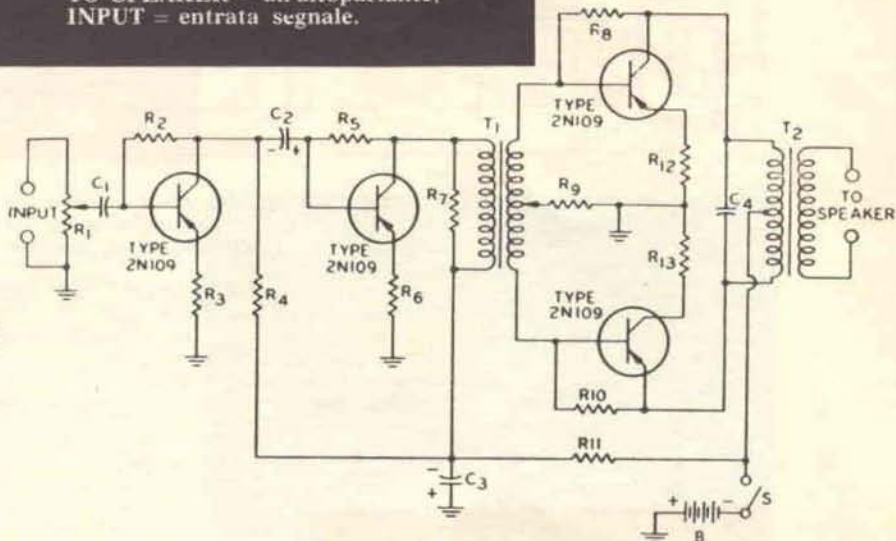 INPUT = entrata segnale.
R8
TYPE
2N109
C2
R5
R2
T1
T2
R12
R7
R9
C1
C4
TO
SPEAKER
INPUT
R1
TYPE
2N109
TYPE
2N109
R13
R3
R4
R6
TYPE
2N109
R10
R11
- + C3
S
+ -
B